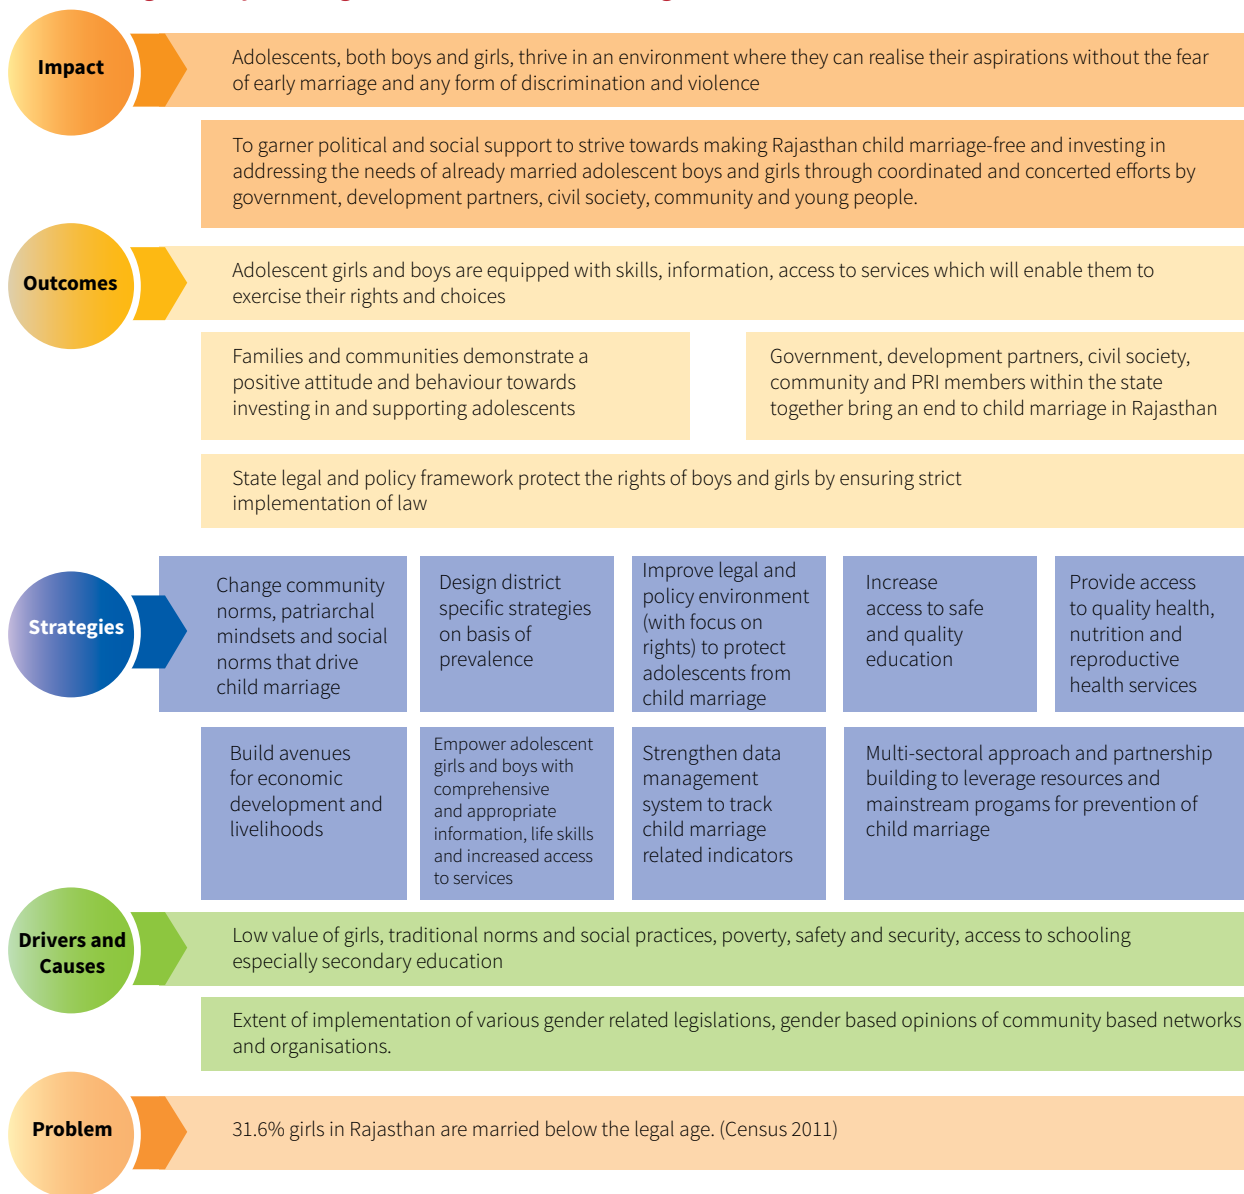 Impact
Adolescents, both boys and girls, thrive in an environment where they can realise their aspirations without the fear
of early marriage and any form of discrimination and violence
To garner political and social support to strive towards making Rajasthan child marriage-free and investing in
addressing the needs of already married adolescent boys and girls through coordinated and concerted efforts by
government, development partners, civil society, community and young people.
Outcomes
Adolescent girls and boys are equipped with skills, information, access to services which will enable them to
exercise their rights and choices
Families and communities demonstrate a
positive attitude and behaviour towards
investing in and supporting adolescents
Government, development partners, civil society,
community and PRI members within the state
together bring an end to child marriage in Rajasthan
State legal and policy framework protect the rights of boys and girls by ensuring strict
implementation of law
Strategies
Change community
norms, patriarchal
mindsets and social
norms that drive
child marriage
Design district
specific strategies
on basis of
prevalence
Improve legal and
policy environment
(with focus on
rights) to protect
adolescents from
child marriage
Increase
access to safe
and quality
education
Provide access
to quality health,
nutrition and
reproductive
health services
Build avenues
for economic
development and
livelihoods
Empower adolescent
girls and boys with
comprehensive
and appropriate
information, life skills
and increased access
to services
Strengthen data
management
system to track
child marriage
related indicators
Multi-sectoral approach and partnership
building to leverage resources and
mainstream progams for prevention of
child marriage
Drivers and
Causes
Low value of girls, traditional norms and social practices, poverty, safety and security, access to schooling
especially secondary education
Extent of implementation of various gender related legislations, gender based opinions of community based networks
and organisations.
Problem
31.6% girls in Rajasthan are married below the legal age. (Census 2011)